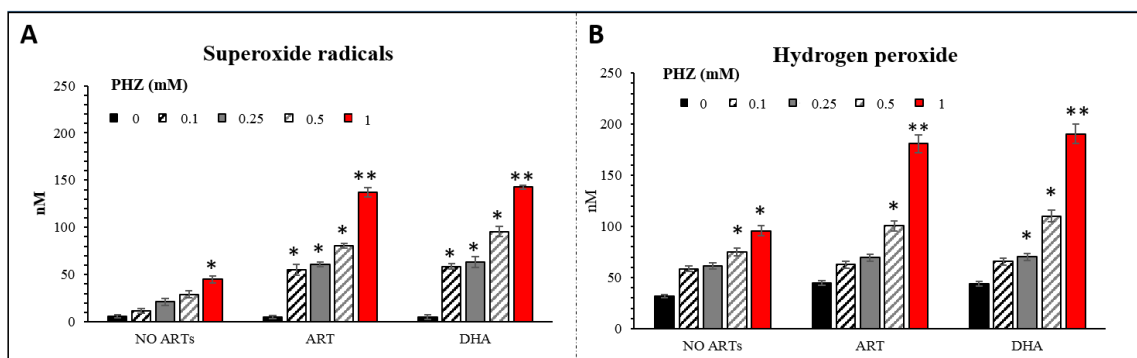 A
Superoxide radicals
PHZ (mM)
0 0.1 0.25 0.5 1
250
200
150
100
50
0
nM
* * * * ** * * * **
NO ARTs ART DHA
B
Hydrogen peroxide
PHZ (mM)
0 0.1 0.25 0.5 1
250
200
150
100
50
0
nM
* * * ** * * **
NO ARTs ART DHA